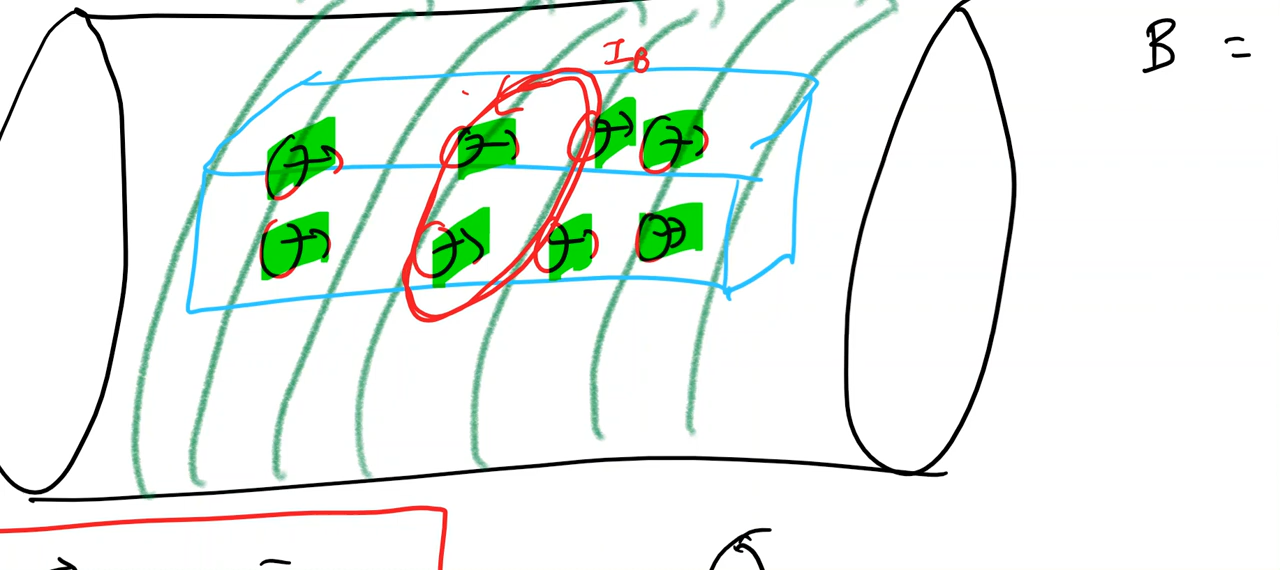 I_B
B =
=